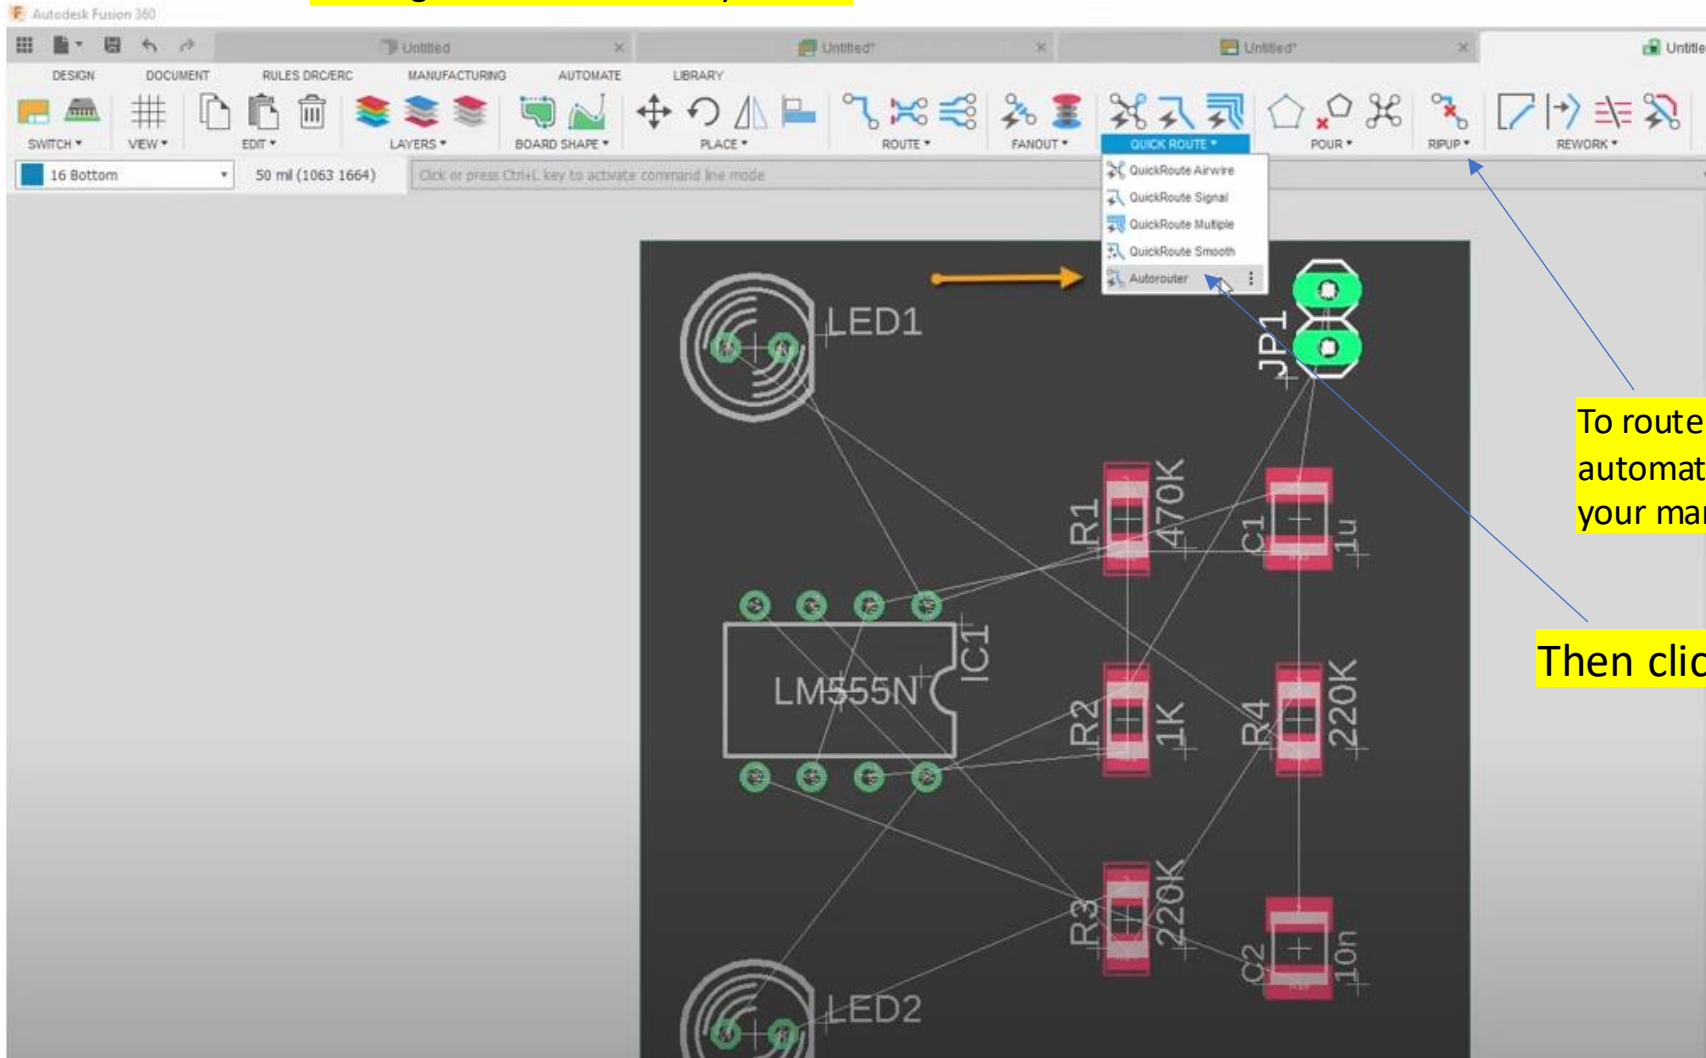 Autodesk Fusion 360
Untitled
Untitled*
Untitled*
DESIGN DOCUMENT RULES DRC/ERC MANUFACTURING AUTOMATE LIBRARY
SWITCH VIEW EDIT LAYERS BOARD SHAPE PLACE ROUTE FANOUT QUICK ROUTE POUR RIPUP REWORK
16 Bottom 50 mil (1063 1664) Click or press Ctrl+L key to activate command line mode
QuickRoute Airwire
QuickRoute Signal
QuickRoute Multiple
QuickRoute Smooth
Autorouter
LED1
JP1
To route
automat
your mar
R1
470K
C1
1u
Then clic
IC1
LM555N
R2
1K
R4
220K
R3
220K
C2
10n
LED2